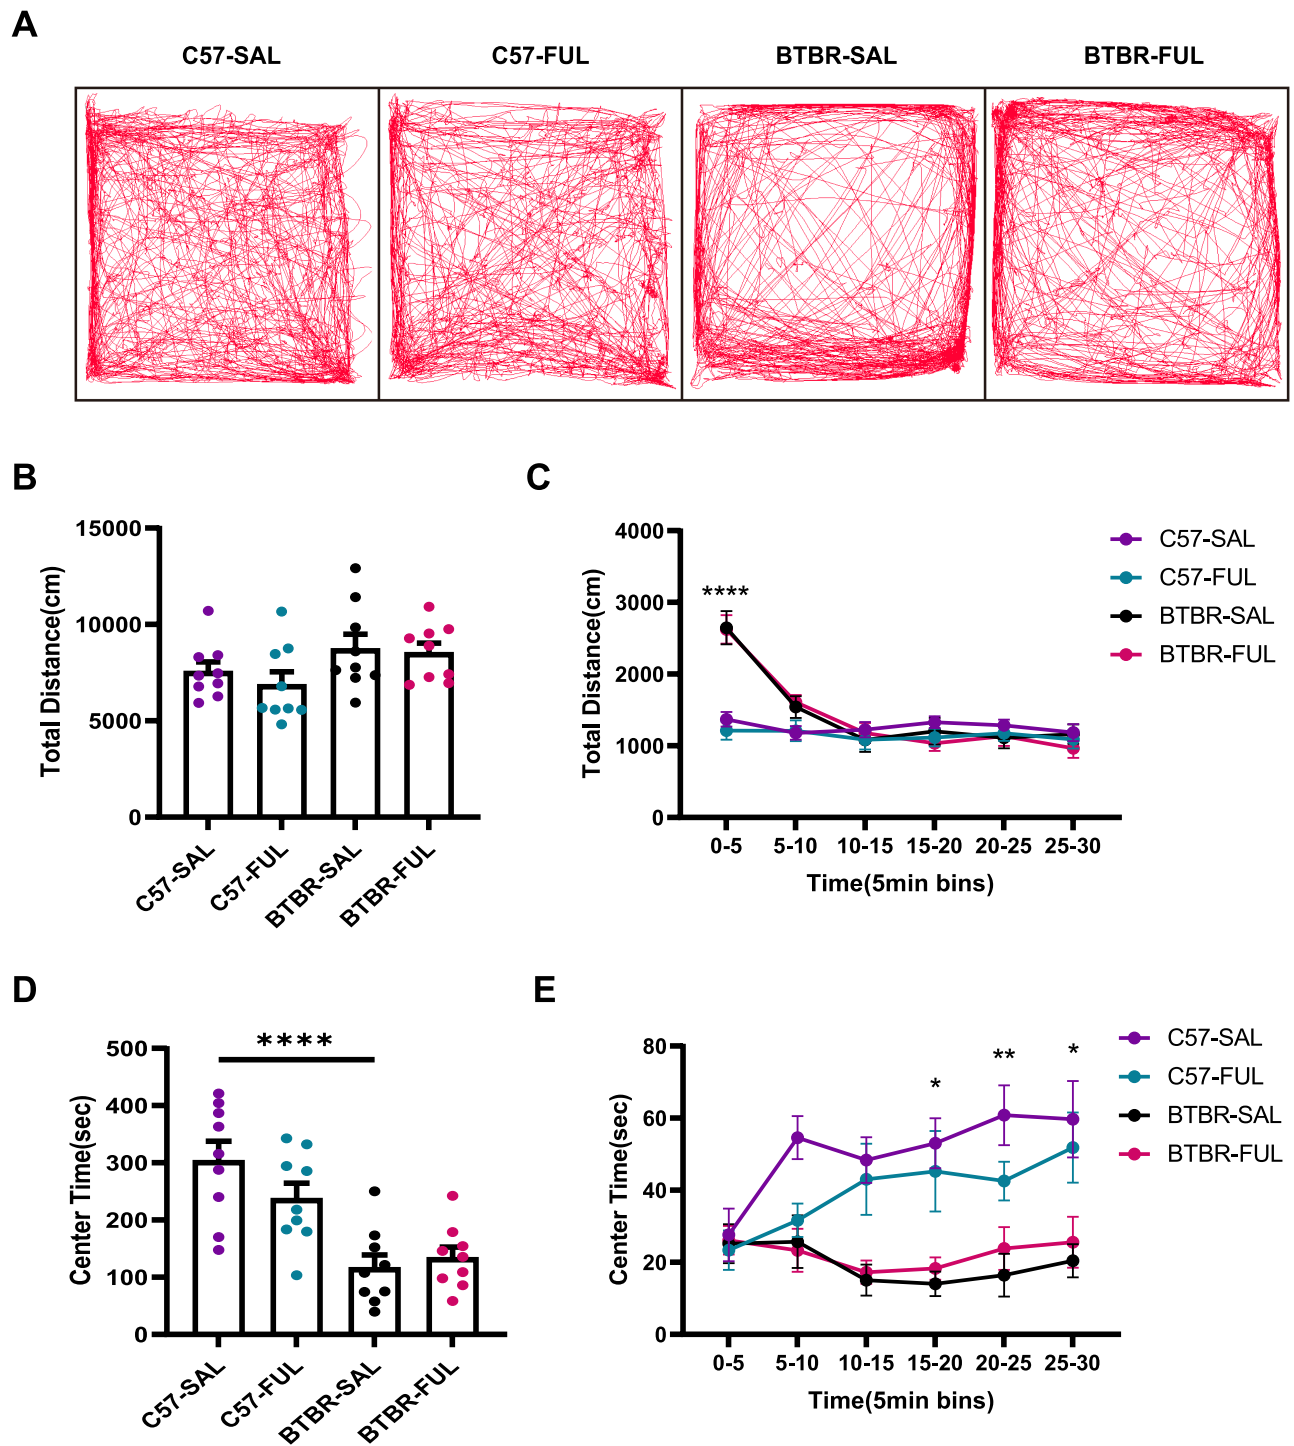 A
C57-SAL
C57-FUL
BTBR-SAL
BTBR-FUL
B
Total Distance(cm)
15000
10000
5000
0
C57-SAL
C57-FUL
BTBR-SAL
BTBR-FUL
C
Total Distance(cm)
4000
3000
2000
1000
0
****
0-5
5-10
10-15
15-20
20-25
25-30
Time(5min bins)
C57-SAL
C57-FUL
BTBR-SAL
BTBR-FUL
D
Center Time(sec)
500
400
300
200
100
0
****
C57-SAL
C57-FUL
BTBR-SAL
BTBR-FUL
E
Center Time(sec)
80
60
40
20
0
*
**
*
0-5
5-10
10-15
15-20
20-25
25-30
Time(5min bins)
C57-SAL
C57-FUL
BTBR-SAL
BTBR-FUL